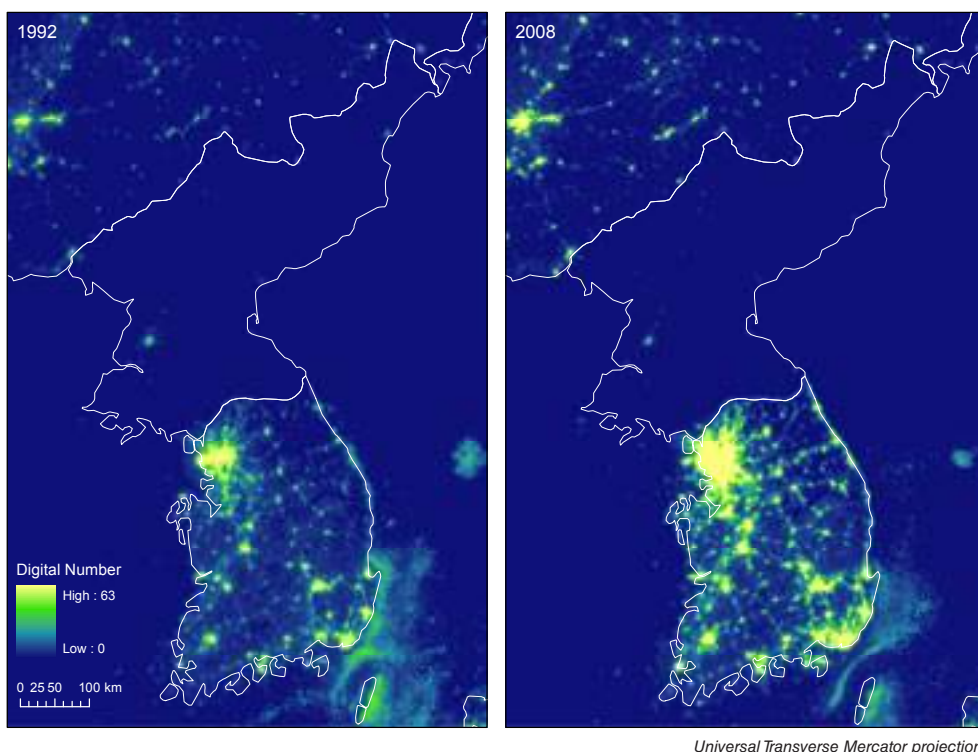 1992
2008
Digital Number
High : 63
Low : 0
0 25 50 100 km
Universal Transverse Mercator projection